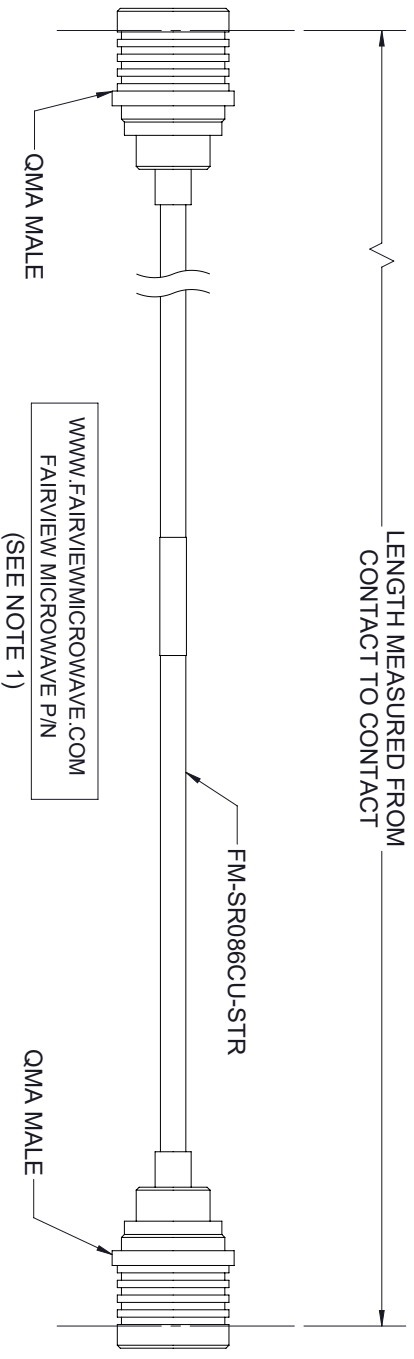 LENGTH MEASURED FROM
CONTACT TO CONTACT
FM-SR086CU-STR
QMA MALE
WWW.FAIRVIEWMICROWAVE.COM
FAIRVIEW MICROWAVE P/N
(SEE NOTE 1)
QMA MALE